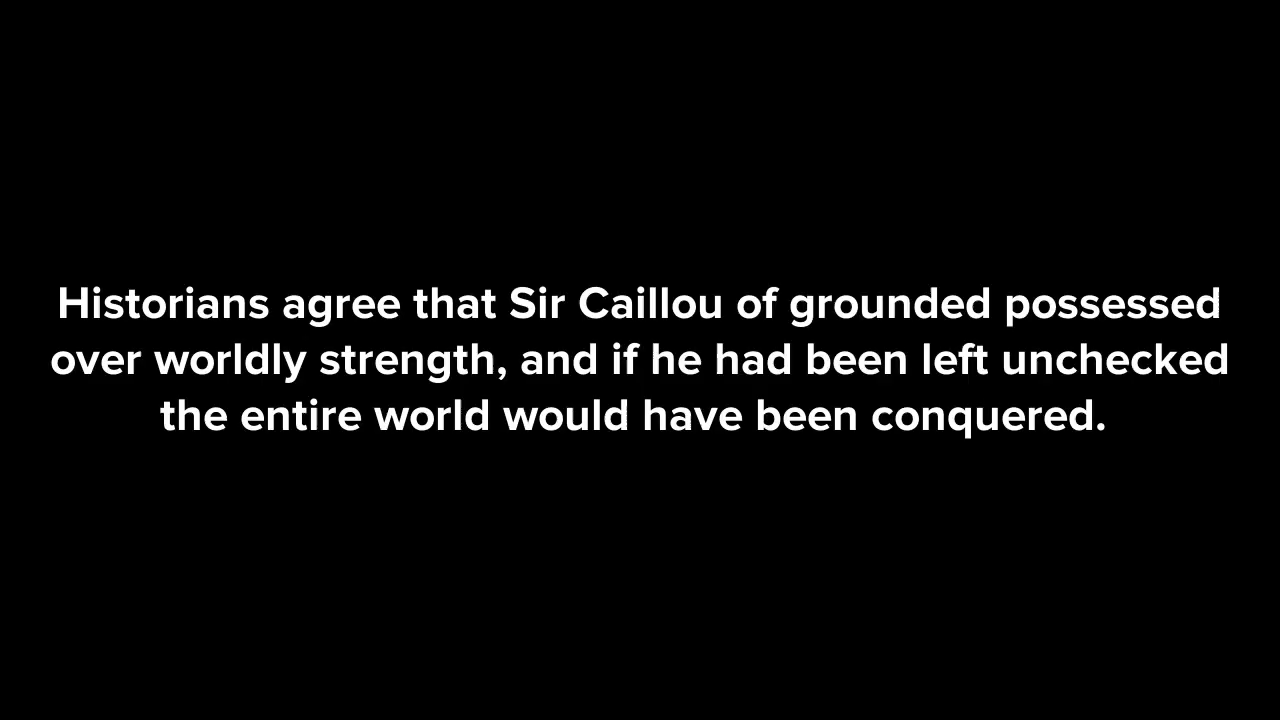 Historians agree that Sir Caillou of grounded possessed
over worldly strength, and if he had been left unchecked
the entire world would have been conquered.